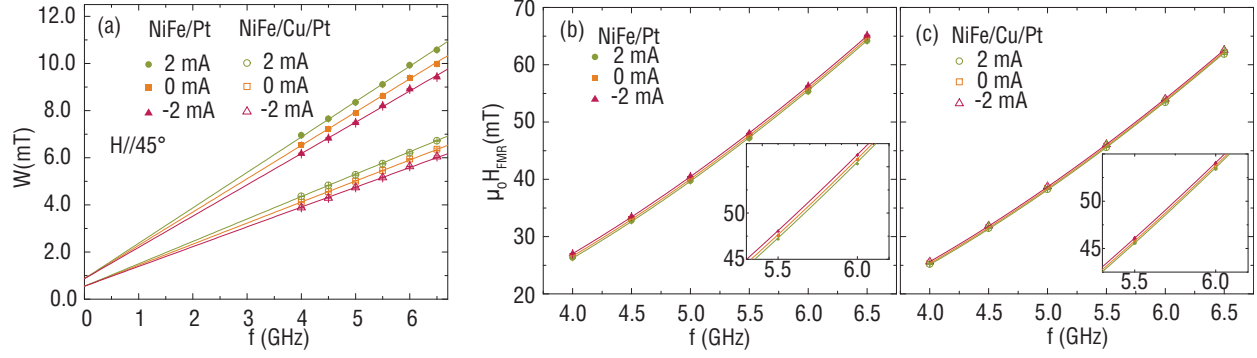 (a) NiFe/Pt NiFe/Cu/Pt
2 mA 2 mA
0 mA 0 mA
-2 mA -2 mA
H//45°
W(mT)
12.0
10.0
8.0
6.0
4.0
2.0
0.0
0 1 2 3 4 5 6
f (GHz)
(b) NiFe/Pt
2 mA
0 mA
-2 mA
μ₀H_FMR(mT)
70
60
50
40
30
20
50
45
5.5 6.0
4.0 4.5 5.0 5.5 6.0 6.5
f (GHz)
(c) NiFe/Cu/Pt
2 mA
0 mA
-2 mA
50
45
5.5 6.0
4.0 4.5 5.0 5.5 6.0 6.5
f (GHz)